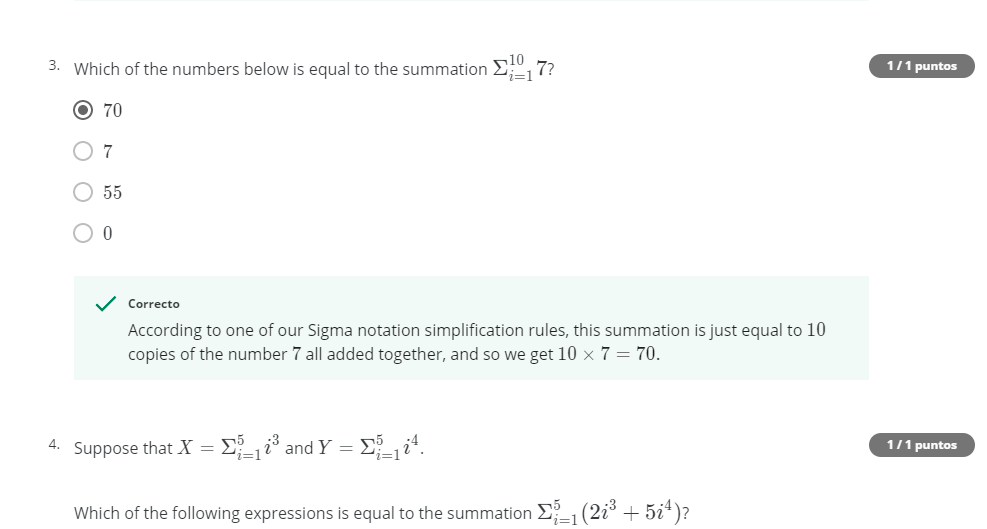 3. Which of the numbers below is equal to the summation $\Sigma_{i=1}^{10} 7$?
1 / 1 puntos
70
7
55
0
Correcto
According to one of our Sigma notation simplification rules, this summation is just equal to 10
copies of the number 7 all added together, and so we get 10 × 7 = 70.
4. Suppose that $X = \Sigma_{i=1}^{5} i^3$ and $Y = \Sigma_{i=1}^{5} i^4$.
1 / 1 puntos
Which of the following expressions is equal to the summation $\Sigma_{i=1}^{5} (2i^3 + 5i^4)$?